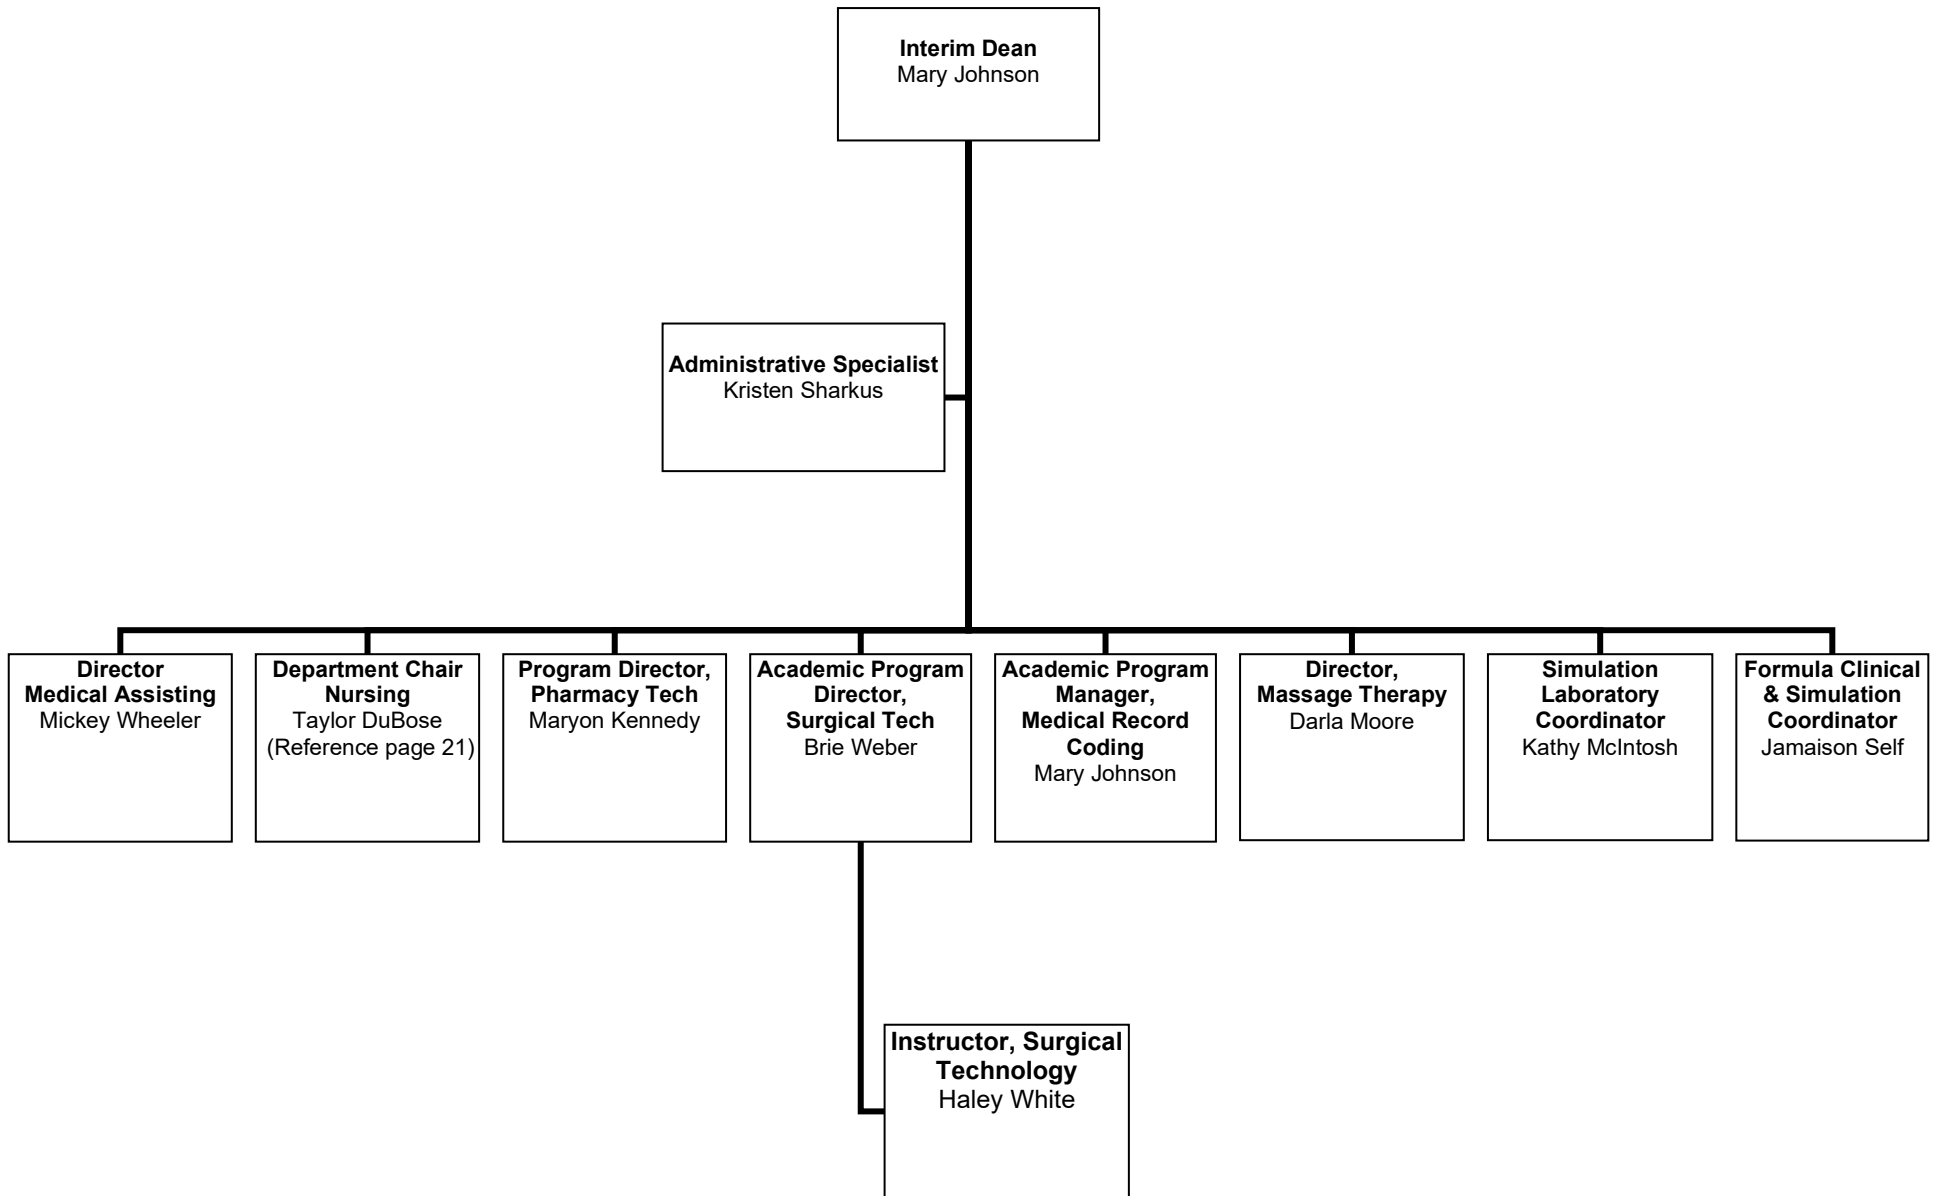 Interim Dean
Mary Johnson
Administrative Specialist
Kristen Sharkus
Director
Medical Assisting
Mickey Wheeler
Department Chair
Nursing
Taylor DuBose
(Reference page 21)
Program Director,
Pharmacy Tech
Maryon Kennedy
Academic Program
Director,
Surgical Tech
Brie Weber
Academic Program
Manager,
Medical Record
Coding
Mary Johnson
Director,
Massage Therapy
Darla Moore
Simulation
Laboratory
Coordinator
Kathy McIntosh
Formula Clinical
& Simulation
Coordinator
Jamaison Self
Instructor, Surgical
Technology
Haley White